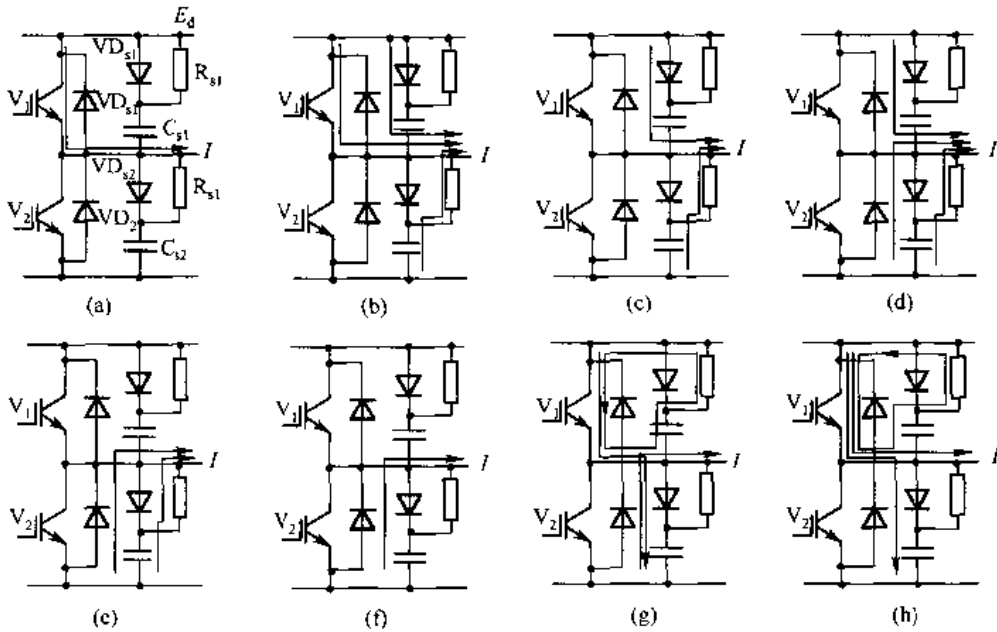 E_d
VD_s1
R_s1
V_1 VD_s1
C_s1
I
VD_s2
R_s1
V_2 VD_2
C_s2
(a)
V_1
I
V_2
(b)
V_1
I
V_2
(c)
V_1
I
V_2
(d)
V_1
I
V_2
(e)
V_1
I
V_2
(f)
V_1
I
V_2
(g)
V_1
I
V_2
(h)